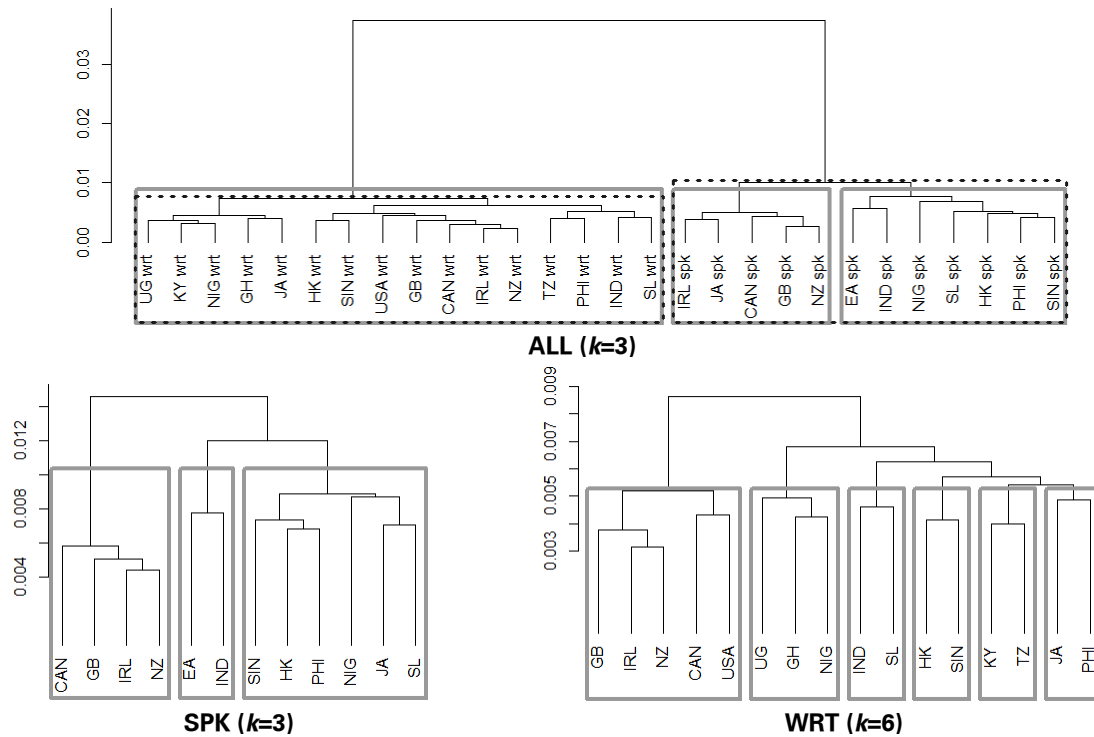 0.03
0.02
0.01
0.00
UG wrt
KY wrt
NIG wrt
GH wrt
JA wrt
HK wrt
SIN wrt
USA wrt
GB wrt
CAN wrt
IRL wrt
NZ wrt
TZ wrt
PHI wrt
IND wrt
SL wrt
IRL spk
JA spk
CAN spk
GB spk
NZ spk
EA spk
IND spk
NIG spk
SL spk
HK spk
PHI spk
SIN spk
ALL (k=3)
0.012
0.008
0.004
CAN
GB
IRL
NZ
EA
IND
SIN
HK
PHI
NIG
JA
SL
SPK (k=3)
0.009
0.007
0.005
0.003
GB
IRL
NZ
CAN
USA
UG
GH
NIG
IND
SL
HK
SIN
KY
TZ
JA
PHI
WRT (k=6)